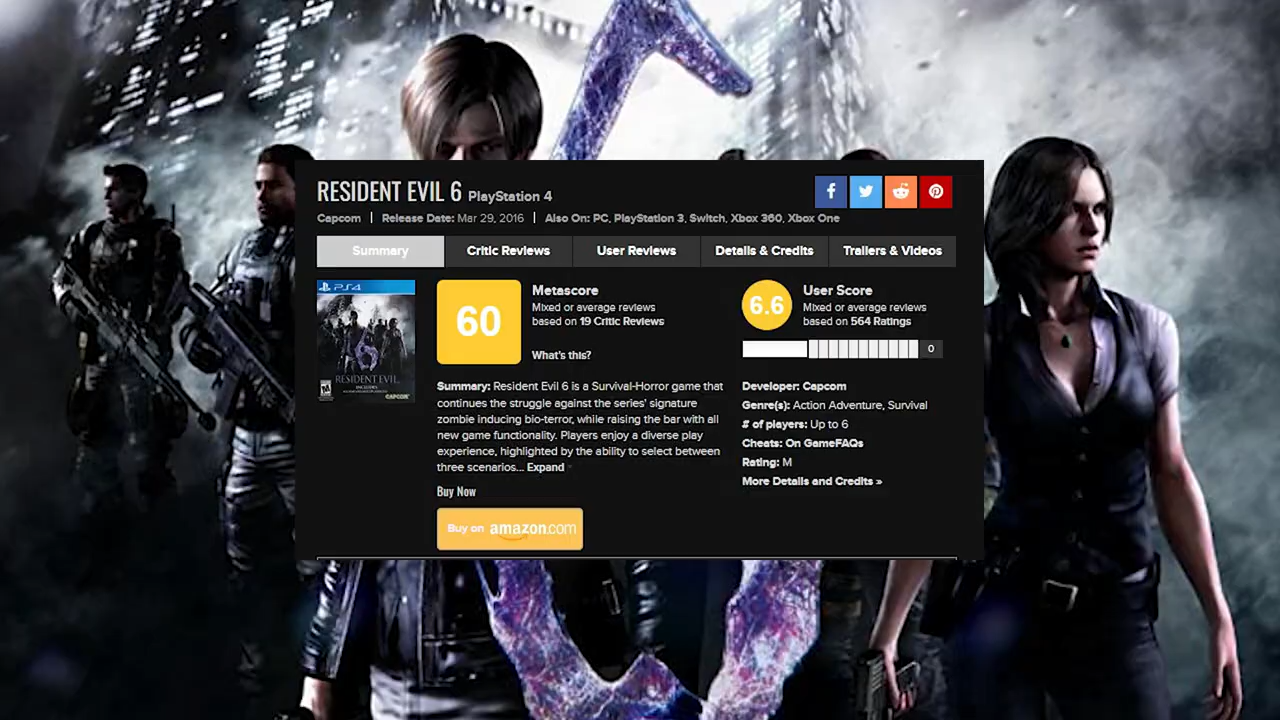 RESIDENT EVIL 6 PlayStation 4
Capcom | Release Date: Mar 29, 2016 | Also On: PC, PlayStation 3, Switch, Xbox 360, Xbox One
Summary Critic Reviews User Reviews Details & Credits Trailers & Videos
PS4
RESIDENT EVIL
CAPCOM
60
Metascore
Mixed or average reviews
based on 19 Critic Reviews
What's this?
Summary: Resident Evil 6 is a Survival-Horror game that
continues the struggle against the series' signature
zombie inducing bio-terror, while raising the bar with all
new game functionality. Players enjoy a diverse play
experience, highlighted by the ability to select between
three scenarios... Expand
Buy Now
Buy on amazon.com
6.6
User Score
Mixed or average reviews
based on 564 Ratings
0
Developer: Capcom
Genre(s): Action Adventure, Survival
# of players: Up to 6
Cheats: On GameFAQs
Rating: M
More Details and Credits »